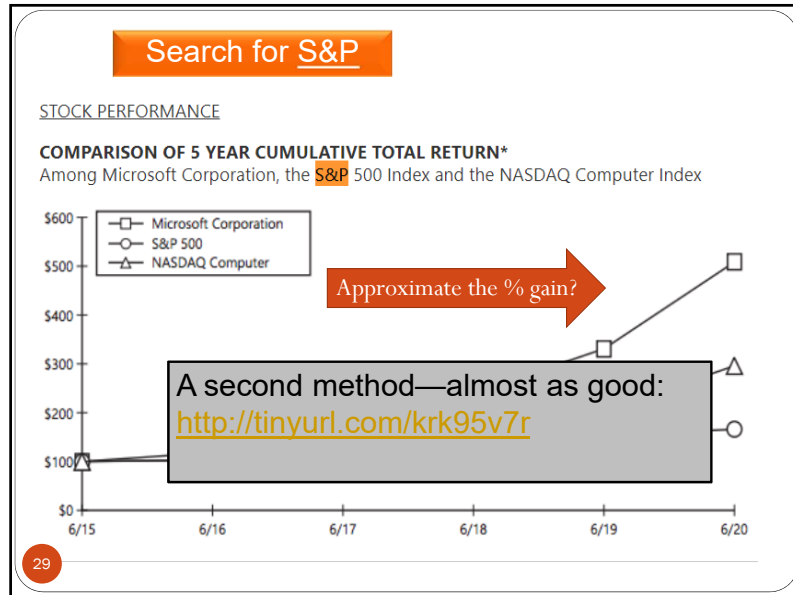 Search for S&P
STOCK PERFORMANCE
COMPARISON OF 5 YEAR CUMULATIVE TOTAL RETURN*
Among Microsoft Corporation, the S&P 500 Index and the NASDAQ Computer Index
$600
Microsoft Corporation
S&P 500
NASDAQ Computer
$500
Approximate the % gain?
$400
$300
A second method—almost as good:
http://tinyurl.com/krk95v7r
$200
$100
$0
6/15 6/16 6/17 6/18 6/19 6/20
29